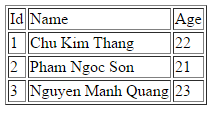 Id Name Age
1 Chu Kim Thang 22
2 Pham Ngoc Son 21
3 Nguyen Manh Quang 23